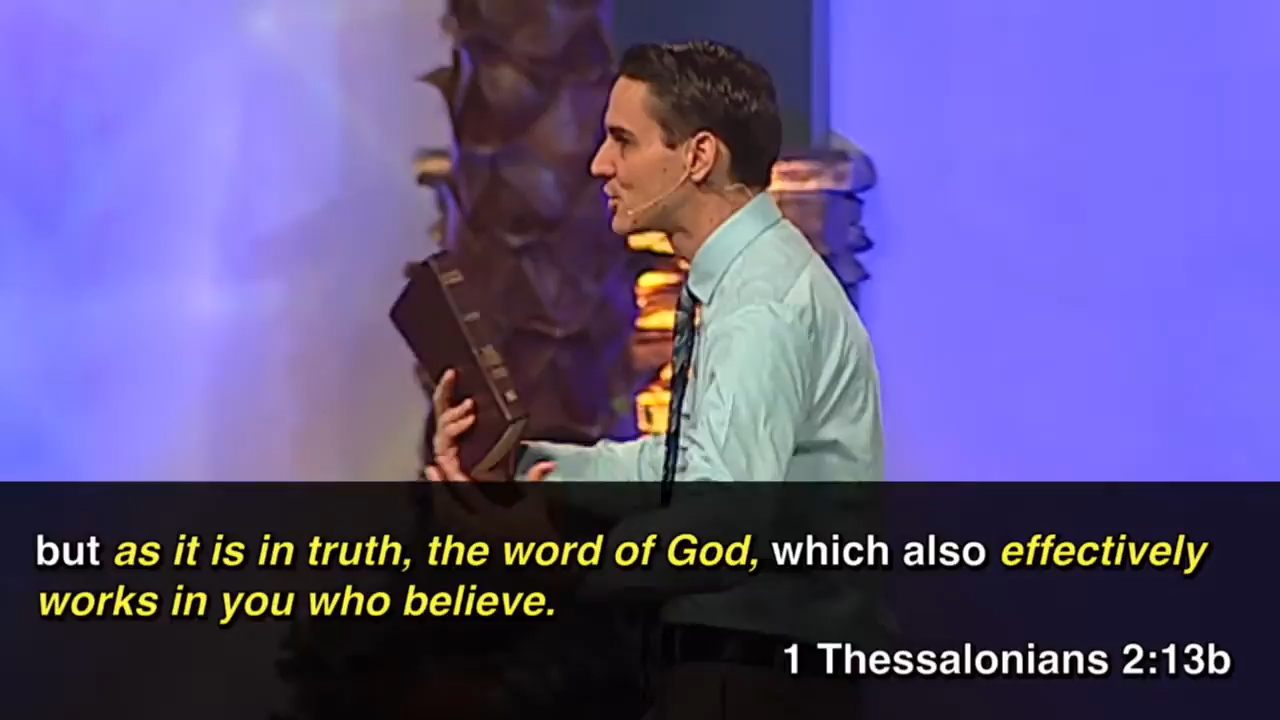 but as it is in truth, the word of God, which also effectively
works in you who believe.
1 Thessalonians 2:13b